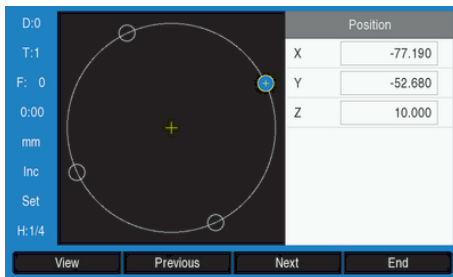 D:0
T:1
F: 0
0:00
mm
Inc
Set
H:1/4
Position
X -77.190
Y -52.680
Z 10.000
View Previous Next End